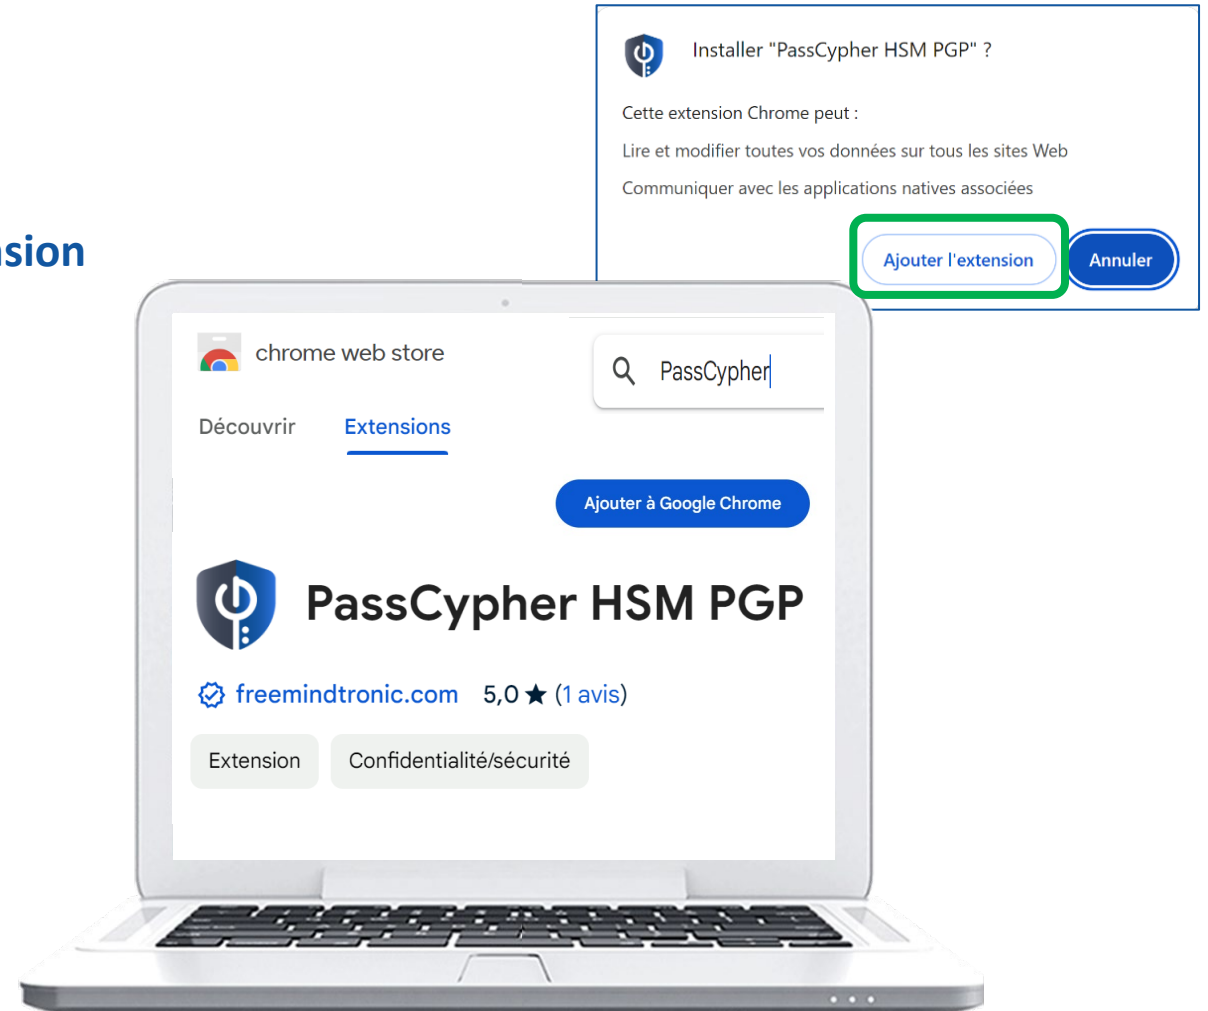 Installer "PassCypher HSM PGP" ?
Cette extension Chrome peut :
Lire et modifier toutes vos données sur tous les sites Web
Communiquer avec les applications natives associées
Ajouter l'extension
Annuler
chrome web store
PassCypher
Découvrir
Extensions
Ajouter à Google Chrome
PassCypher HSM PGP
freemindtronic.com 5,0 ★ (1 avis)
Extension
Confidentialité/sécurité